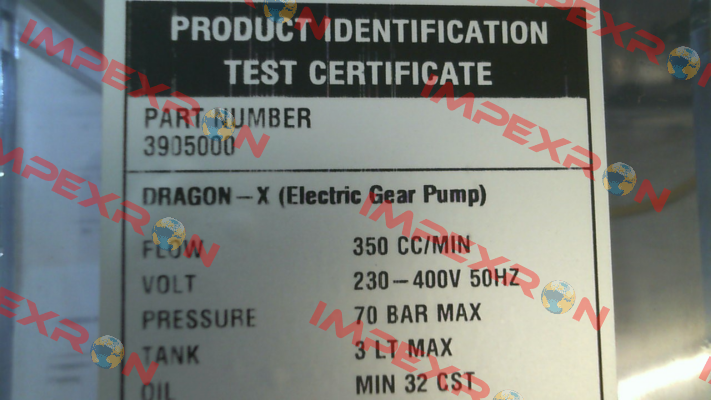 PRODUCT IDENTIFICATION
TEST CERTIFICATE
PART NUMBER
3905000
DRAGON-X (Electric Gear Pump)
FLOW 350 CC/MIN
VOLT 230-400V 50HZ
PRESSURE 70 BAR MAX
TANK 3 LT MAX
OIL MIN 32 CST
IMPEXRON
IMPEXRON
IMPEXRON
IMPEXRON
IMPEXRON
IMPEXRON